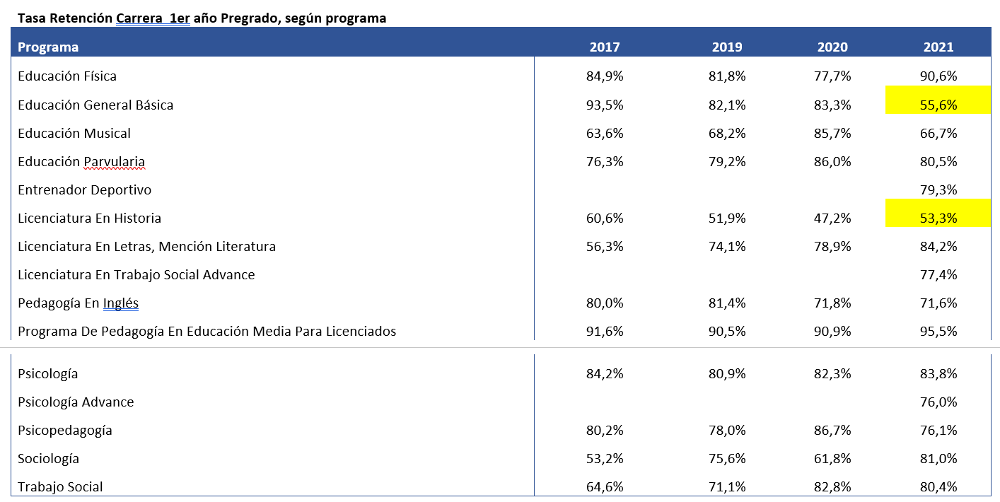 Tasa Retención Carrera 1er año Pregrado, según programa
Programa 2017 2019 2020 2021
Educación Física 84,9% 81,8% 77,7% 90,6%
Educación General Básica 93,5% 82,1% 83,3% 55,6%
Educación Musical 63,6% 68,2% 85,7% 66,7%
Educación Parvularia 76,3% 79,2% 86,0% 80,5%
Entrenador Deportivo 79,3%
Licenciatura En Historia 60,6% 51,9% 47,2% 53,3%
Licenciatura En Letras, Mención Literatura 56,3% 74,1% 78,9% 84,2%
Licenciatura En Trabajo Social Advance 77,4%
Pedagogía En Inglés 80,0% 81,4% 71,8% 71,6%
Programa De Pedagogía En Educación Media Para Licenciados 91,6% 90,5% 90,9% 95,5%
Psicología 84,2% 80,9% 82,3% 83,8%
Psicología Advance 76,0%
Psicopedagogía 80,2% 78,0% 86,7% 76,1%
Sociología 53,2% 75,6% 61,8% 81,0%
Trabajo Social 64,6% 71,1% 82,8% 80,4%